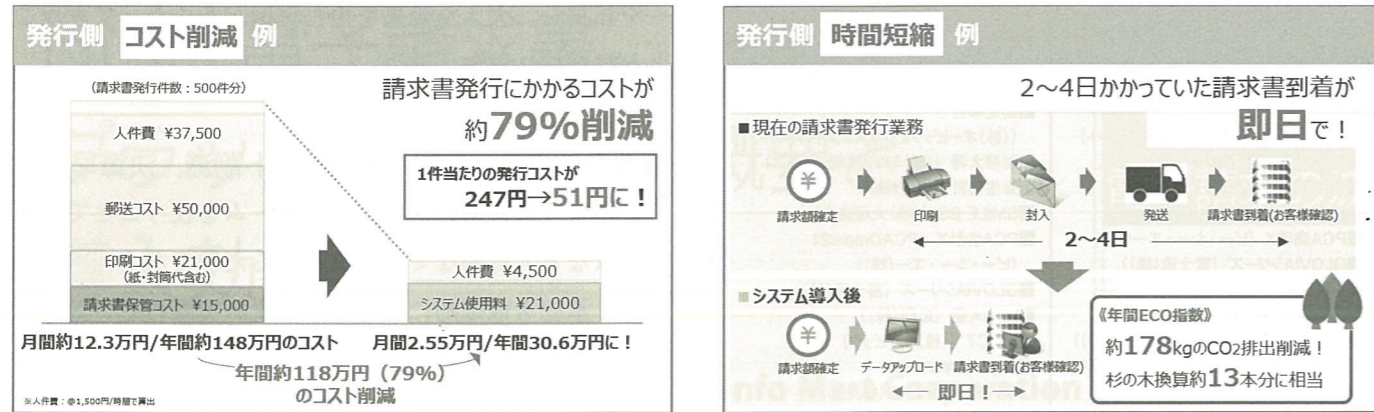 発行側 コスト削減 例
（請求書発行件数：500件分）
請求書発行にかかるコストが
約79%削減
1件当たりの発行コストが
247円→51円に！
人件費 ¥37,500
郵送コスト ¥50,000
印刷コスト ¥21,000
（紙・封筒代含む）
請求書保管コスト ¥15,000
人件費 ¥4,500
システム使用料 ¥21,000
月間約12.3万円/年間約148万円のコスト
月間2.55万円/年間30.6万円に！
年間約118万円（79%）
のコスト削減
※人件費：@1,500円/時間で算出
発行側 時間短縮 例
2～4日かかっていた請求書到着が
即日で！
■現在の請求書発行業務
¥
請求額確定
印刷
封入
発送
請求書到着(お客様確認)
2～4日
■システム導入後
¥
請求額確定
データアップロード
請求書到着(お客様確認)
即日！
《年間ECO指数》
約178kgのCO2排出削減！
杉の木換算約13本分に相当